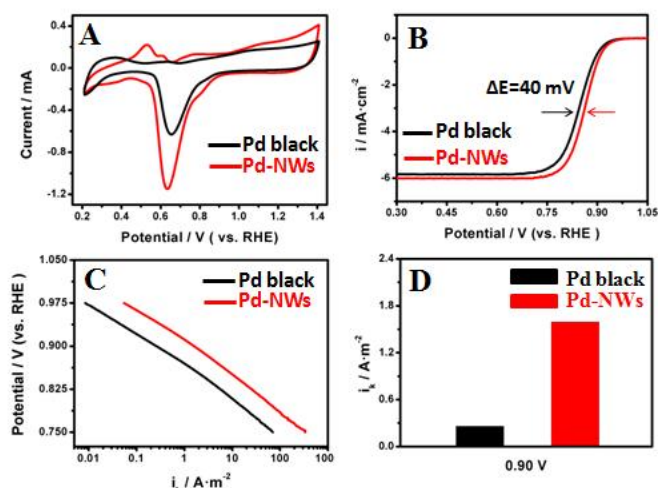 A
Current / mA
0.4
0.0
-0.4
-0.8
-1.2
Pd black
Pd-NWs
0.2 0.4 0.6 0.8 1.0 1.2 1.4
Potential / V ( vs. RHE)
B
i / mA·cm⁻²
0
-2
-4
-6
ΔE=40 mV
Pd black
Pd-NWs
0.30 0.45 0.60 0.75 0.90 1.05
Potential / V (vs. RHE)
C
Potential / V (vs. RHE )
1.050
0.975
0.900
0.825
0.750
Pd black
Pd-NWs
0.01 0.1 1 10 100
/ A·m⁻²
D
iₖ / A·m⁻²
2.4
1.8
1.2
0.6
0.0
Pd black
Pd-NWs
0.90 V